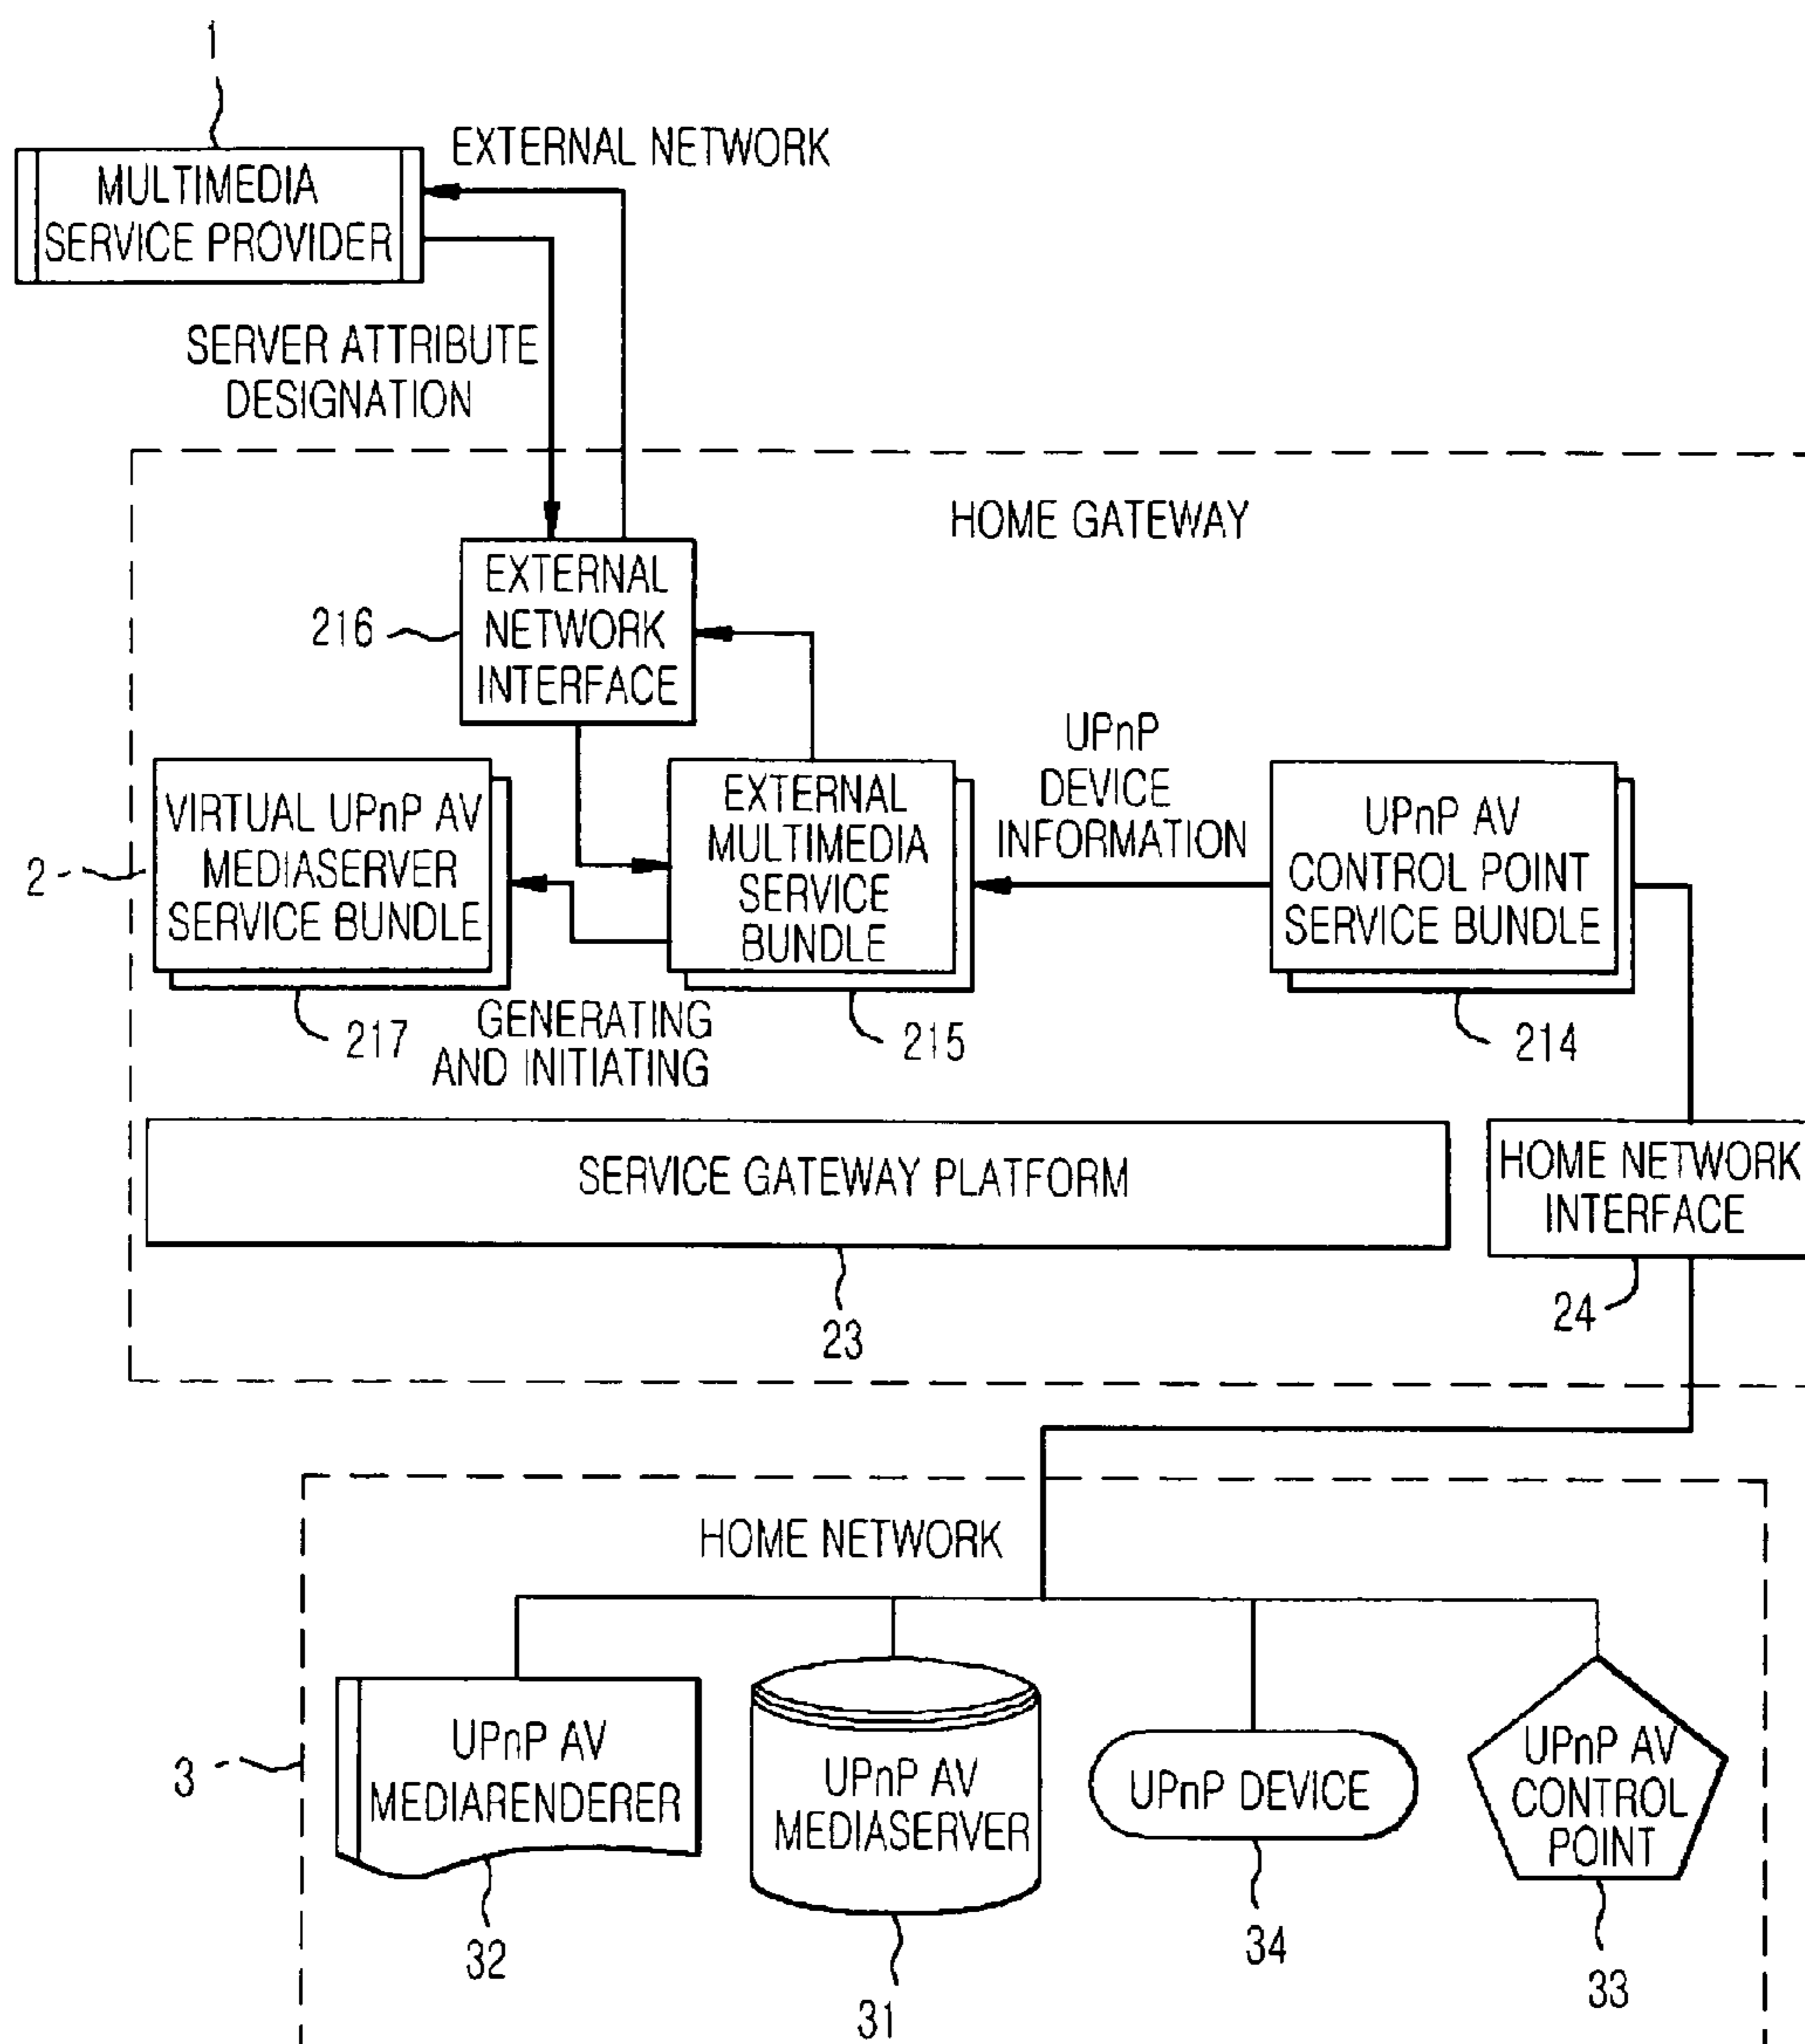 1
MULTIMEDIA
SERVICE PROVIDER
EXTERNAL NETWORK
SERVER ATTRIBUTE
DESIGNATION
HOME GATEWAY
EXTERNAL
NETWORK
INTERFACE
216
VIRTUAL UPnP AV
MEDIASERVER
SERVICE BUNDLE
2
217
GENERATING
AND INITIATING
EXTERNAL
MULTIMEDIA
SERVICE
BUNDLE
215
UPnP
DEVICE
INFORMATION
UPnP AV
CONTROL POINT
SERVICE BUNDLE
214
SERVICE GATEWAY PLATFORM
23
HOME NETWORK
INTERFACE
24
HOME NETWORK
3
UPnP AV
MEDIARENDERER
32
UPnP AV
MEDIASERVER
31
UPnP DEVICE
34
UPnP AV
CONTROL
POINT
33